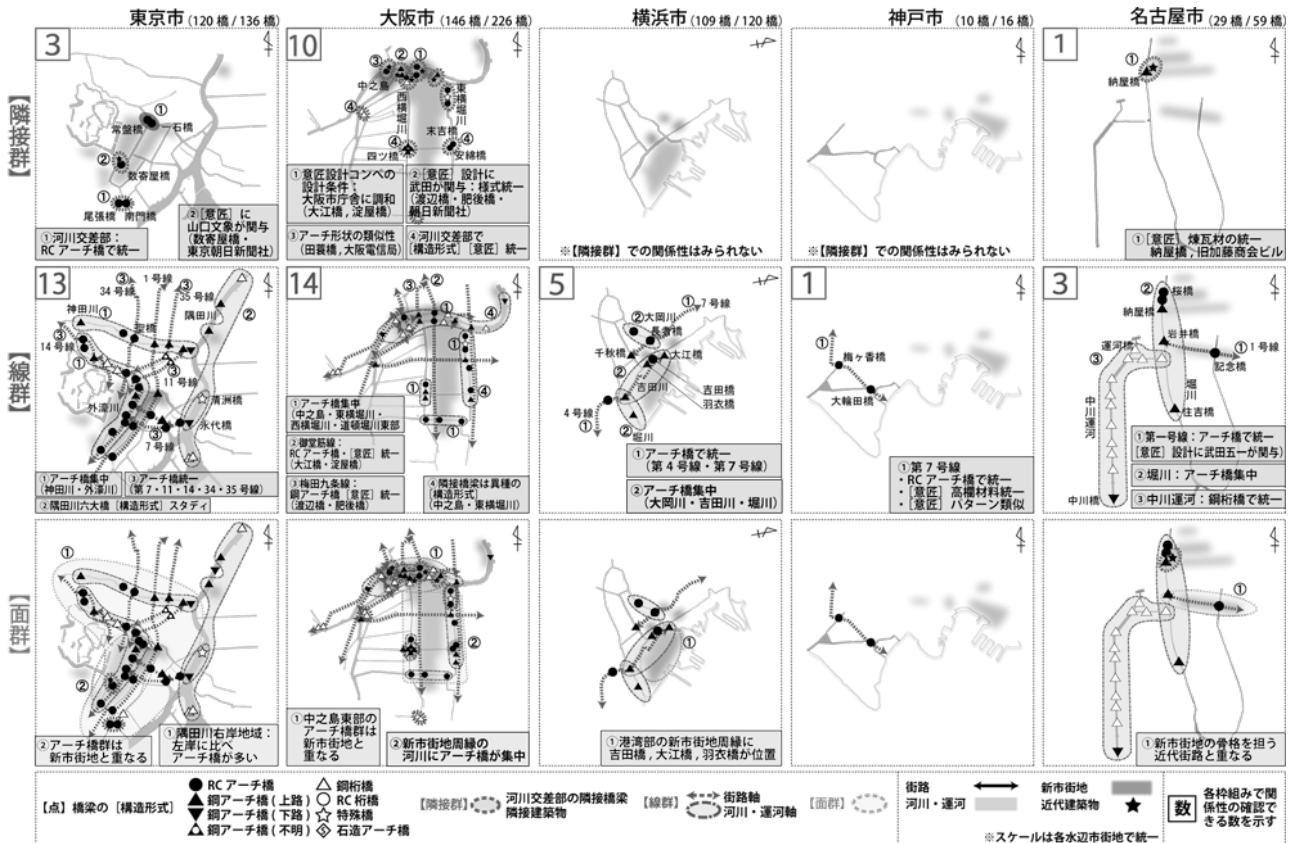 東京市 (120 橋 / 136 橋)
大阪市 (146 橋 / 226 橋)
横浜市 (109 橋 / 120 橋)
神戸市 (10 橋 / 16 橋)
名古屋市 (29 橋 / 59 橋)
【隣接群】
3
①
常盤橋
一石橋
②
数寄屋橋
①
尾張橋 南門橋
①河川交差部：
RC アーチ橋で統一
②[意匠] に
山口文象が関与
(数寄屋橋・
東京朝日新聞社)
10
③
②
①
中之島
④
西横堀川
東横堀川
末吉橋
④
四ツ橋
④
安綿橋
①意匠設計コンペの
設計条件：
大阪市庁舎に調和
(大江橋 , 淀屋橋)
②[意匠] 設計に
武田が関与：様式統一
(渡辺橋・肥後橋・
朝日新聞社)
③アーチ形状の類似性
(田蓑橋 , 大阪電信局)
④河川交差部で
[構造形式] [意匠] 統一
※【隣接群】での関係性はみられない
※【隣接群】での関係性はみられない
1
①
納屋橋
①[意匠] 煉瓦材の統一
納屋橋 , 旧加藤商会ビル
【線群】
13
③
1 号線
③
34 号線
35 号線
神田川
①
隅田川
②
聖橋
③
14 号線
①
11 号線
外濠川
清洲橋
③
永代橋
7 号線
①アーチ橋集中
(神田川・外濠川)
③アーチ橋統一
(第 7・11・14・34・35 号線)
②隅田川六大橋 [構造形式] スタディ
14
③
②
①
④
①
①
④
①
①アーチ橋集中
(中之島・東横堀川・
西横堀川・道頓堀川東部)
②御堂筋線：
RC アーチ橋・[意匠] 統一
(大江橋・淀屋橋)
③梅田九条線：
鋼アーチ橋 [意匠] 統一
(渡辺橋・肥後橋)
④隣接橋梁は異種の
[構造形式]
(中之島・東横堀川)
5
①
7 号線
②
大岡川
長者橋
千秋橋
大江橋
②
吉田川
吉田橋
羽衣橋
4 号線
①
②
堀川
①アーチ橋で統一
(第 4 号線・第 7 号線)
②アーチ橋集中
(大岡川・吉田川・堀川)
1
①
梅ヶ香橋
大輪田橋
①第 7 号線
・RC アーチ橋で統一
・[意匠] 高欄材料統一
・[意匠] パターン類似
3
②
桜橋
納屋橋
岩井橋
運河橋
③
① 1 号線
記念橋
堀川
中川運河
住吉橋
中川橋
①第一号線：アーチ橋で統一
[意匠] 設計に武田五一が関与
②堀川：アーチ橋集中
③中川運河：鋼桁橋で統一
【面群】
①
②
②アーチ橋群は
新市街地と重なる
①隅田川右岸地域：
左岸に比べ
アーチ橋が多い
①
②
①中之島東部の
アーチ橋群は
新市街地と
重なる
②新市街地周縁の
河川にアーチ橋が集中
①
①港湾部の新市街地周縁に
吉田橋 , 大江橋 , 羽衣橋が位置
①
①新市街地の骨格を担う
近代街路と重なる
【点】橋梁の [構造形式]
RC アーチ橋
鋼アーチ橋 ( 上路 )
鋼アーチ橋 ( 下路 )
鋼アーチ橋 ( 不明 )
鋼桁橋
RC 桁橋
特殊橋
石造アーチ橋
【隣接群】
河川交差部の隣接橋梁
隣接建築物
【線群】
街路軸
河川・運河軸
【面群】
街路
河川・運河
新市街地
近代建築物
※スケールは各水辺市街地で統一
数
各枠組みで関
係性の確認で
きる数を示す